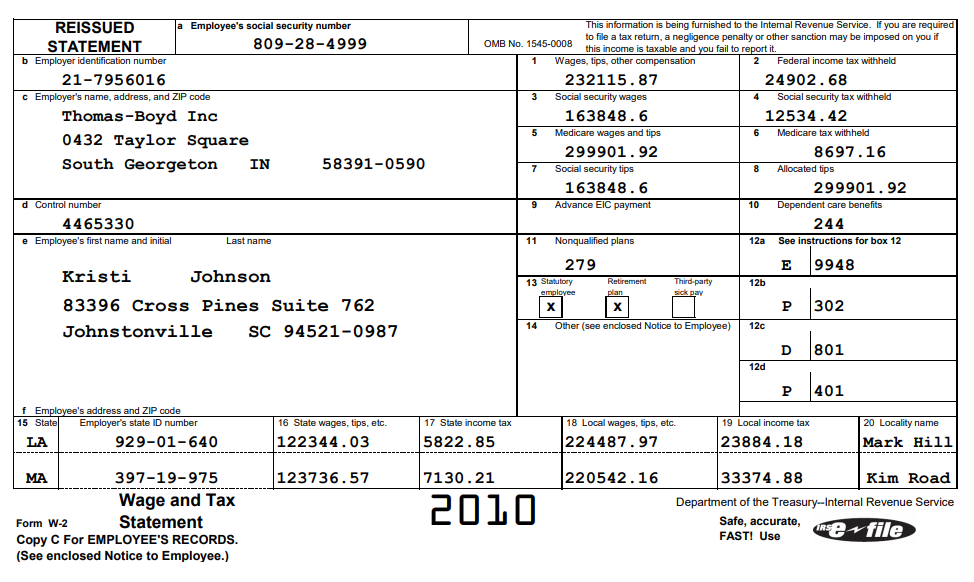 REISSUED STATEMENT
a Employee's social security number
809-28-4999
OMB No. 1545-0008
This information is being furnished to the Internal Revenue Service. If you are required
to file a tax return, a negligence penalty or other sanction may be imposed on you if
this income is taxable and you fail to report it.
b Employer identification number
21-7956016
1 Wages, tips, other compensation
232115.87
2 Federal income tax withheld
24902.68
c Employer's name, address, and ZIP code
Thomas-Boyd Inc
0432 Taylor Square
South Georgeton IN 58391-0590
3 Social security wages
163848.6
4 Social security tax withheld
12534.42
5 Medicare wages and tips
299901.92
6 Medicare tax withheld
8697.16
7 Social security tips
163848.6
8 Allocated tips
299901.92
d Control number
4465330
9 Advance EIC payment
10 Dependent care benefits
244
e Employee's first name and initial Last name
Kristi Johnson
83396 Cross Pines Suite 762
Johnstonville SC 94521-0987
11 Nonqualified plans
279
12a See instructions for box 12
E 9948
13 Statutory employee Retirement plan Third-party sick pay
x x
12b
P 302
14 Other (see enclosed Notice to Employee)
12c
D 801
12d
P 401
f Employee's address and ZIP code
15 State Employer's state ID number 16 State wages, tips, etc. 17 State income tax 18 Local wages, tips, etc. 19 Local income tax 20 Locality name
LA 929-01-640 122344.03 5822.85 224487.97 23884.18 Mark Hill
MA 397-19-975 123736.57 7130.21 220542.16 33374.88 Kim Road
Form W-2
Wage and Tax
Statement
2010
Department of the Treasury--Internal Revenue Service
Copy C For EMPLOYEE'S RECORDS.
(See enclosed Notice to Employee.)
Safe, accurate,
FAST! Use
IRS e-file